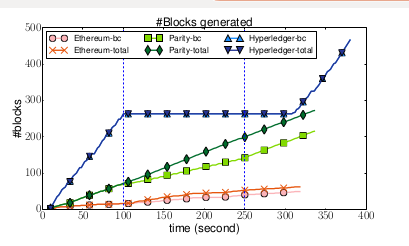 #Blocks generated
500
400
300
200
100
0
#blocks
Ethereum-bc
Ethereum-total
Parity-bc
Parity-total
Hyperledger-bc
Hyperledger-total
0 50 100 150 200 250 300 350 400
time (second)